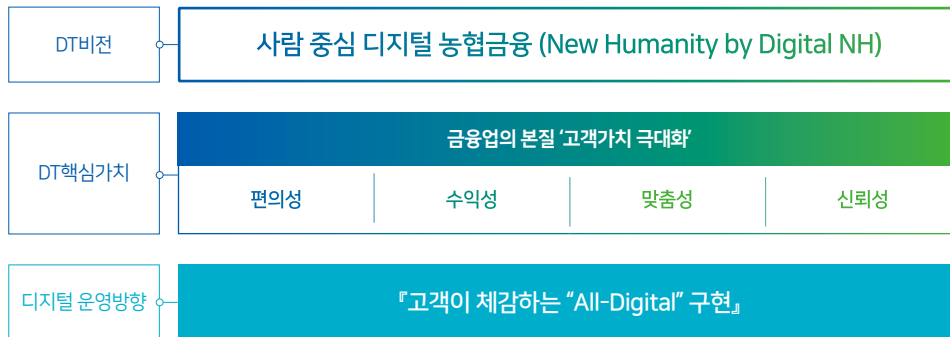 DT비전
사람 중심 디지털 농협금융 (New Humanity by Digital NH)
DT핵심가치
금융업의 본질 ‘고객가치 극대화’
편의성
수익성
맞춤성
신뢰성
디지털 운영방향
『고객이 체감하는 “All-Digital” 구현』